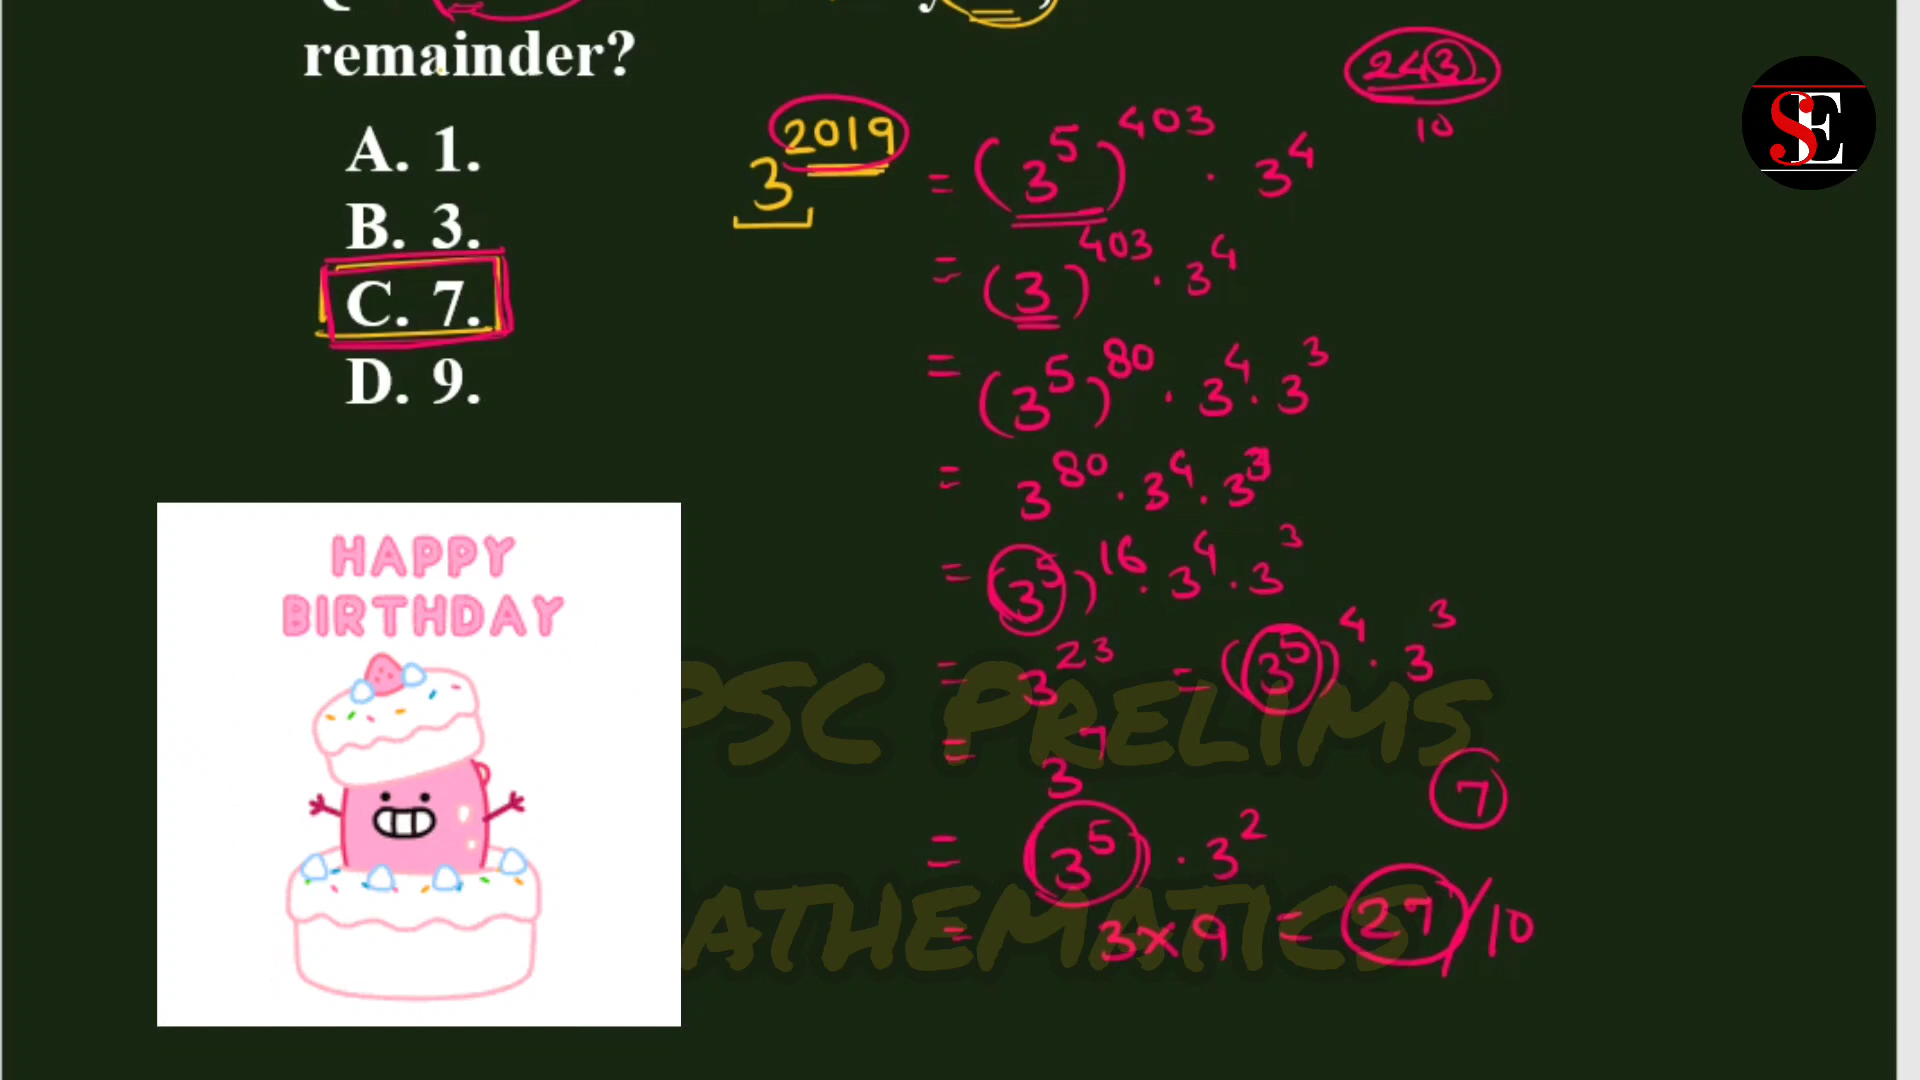 remainder?
A. 1.
B. 3.
C. 7.
D. 9.
243
10
SE
3^2019 = (3^5)^403 · 3^4
= (3)^403 · 3^4
= (3^5)^80 · 3^4 · 3^3
= 3^80 · 3^4 · 3^3
= (3^5)^16 · 3^4 · 3^3
= 3^23 = (3^5)^4 · 3^3
= 3^7
7
= (3^5) · 3^2
= 3×9 = 27/10
HAPPY
BIRTHDAY
PSC PRELIMS
MATHEMATICS